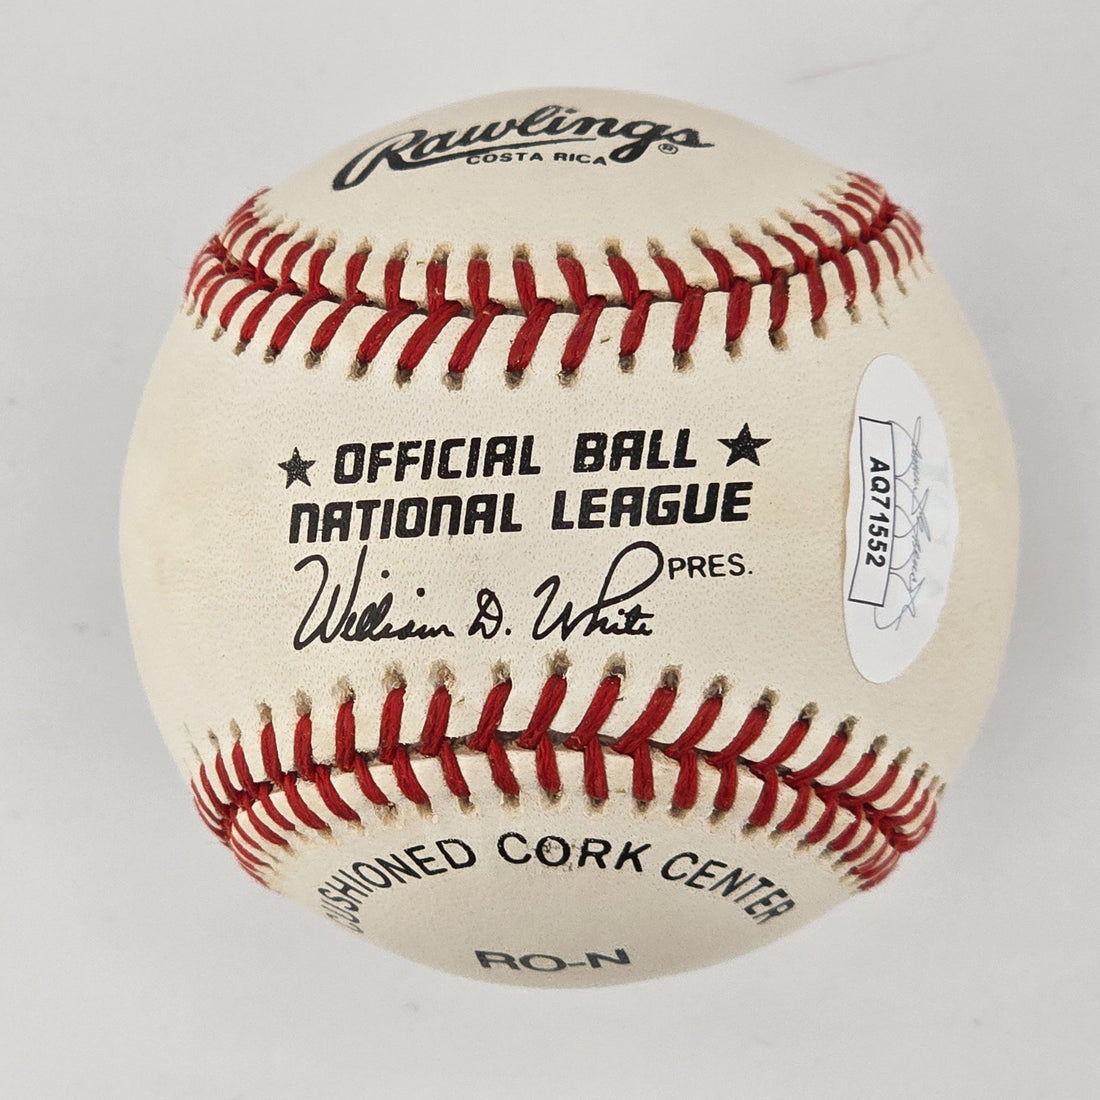 Rawlings®
COSTA RICA
★ OFFICIAL BALL ★
NATIONAL LEAGUE
William D. White PRES.
AQ71552
CUSHIONED CORK CENTER
RO-N